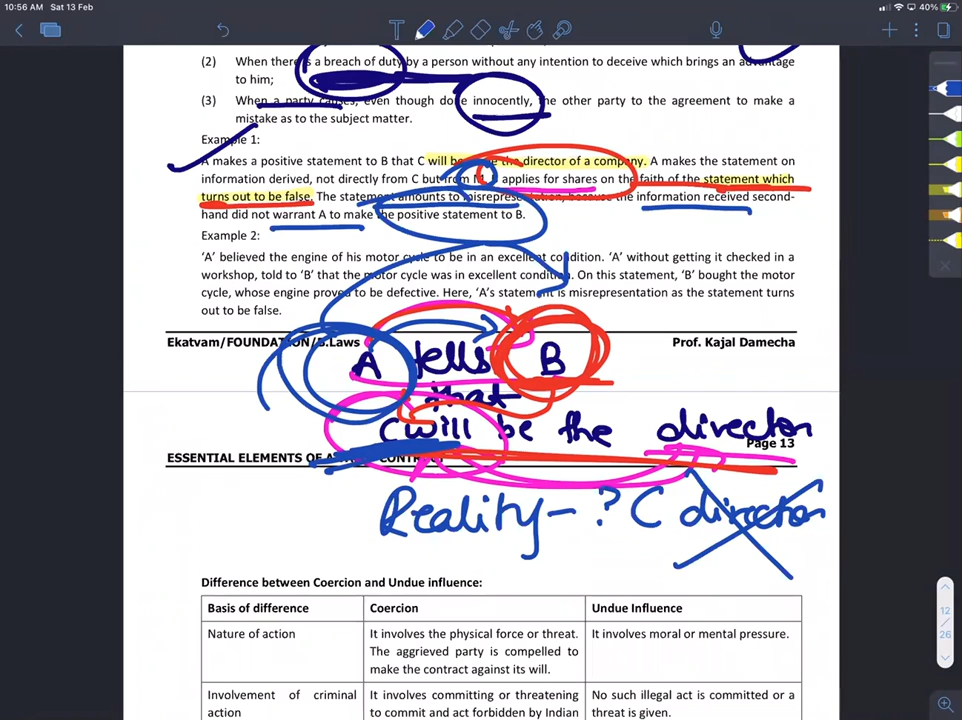 10:56 AM Sat 13 Feb
40%
(2) When there is a breach of duty by a person without any intention to deceive which brings an advantage
to him;
(3) When a party causes, even though done innocently, the other party to the agreement to make a
mistake as to the subject matter.
Example 1:
A makes a positive statement to B that C will be the director of a company. A makes the statement on
information derived, not directly from C but from M1. applies for shares on the faith of the statement which
turns out to be false. The statement amounts to misrepresentation, because the information received second-
hand did not warrant A to make the positive statement to B.
Example 2:
‘A’ believed the engine of his motor cycle to be in an excellent condition. ‘A’ without getting it checked in a
workshop, told to ‘B’ that the motor cycle was in excellent condition. On this statement, ‘B’ bought the motor
cycle, whose engine proved to be defective. Here, ‘A’s statement is misrepresentation as the statement turns
out to be false.
Ekatvam/FOUNDATION/B.Laws Prof. Kajal Damecha
A tells B
that
C will be the director
Page 13
ESSENTIAL ELEMENTS OF A CONTRACT
Reality - ? C director
Difference between Coercion and Undue influence:
Basis of difference Coercion Undue Influence
Nature of action It involves the physical force or threat. It involves moral or mental pressure.
The aggrieved party is compelled to
make the contract against its will.
Involvement of criminal It involves committing or threatening No such illegal act is committed or a
action to commit and act forbidden by Indian threat is given.
12
/
26